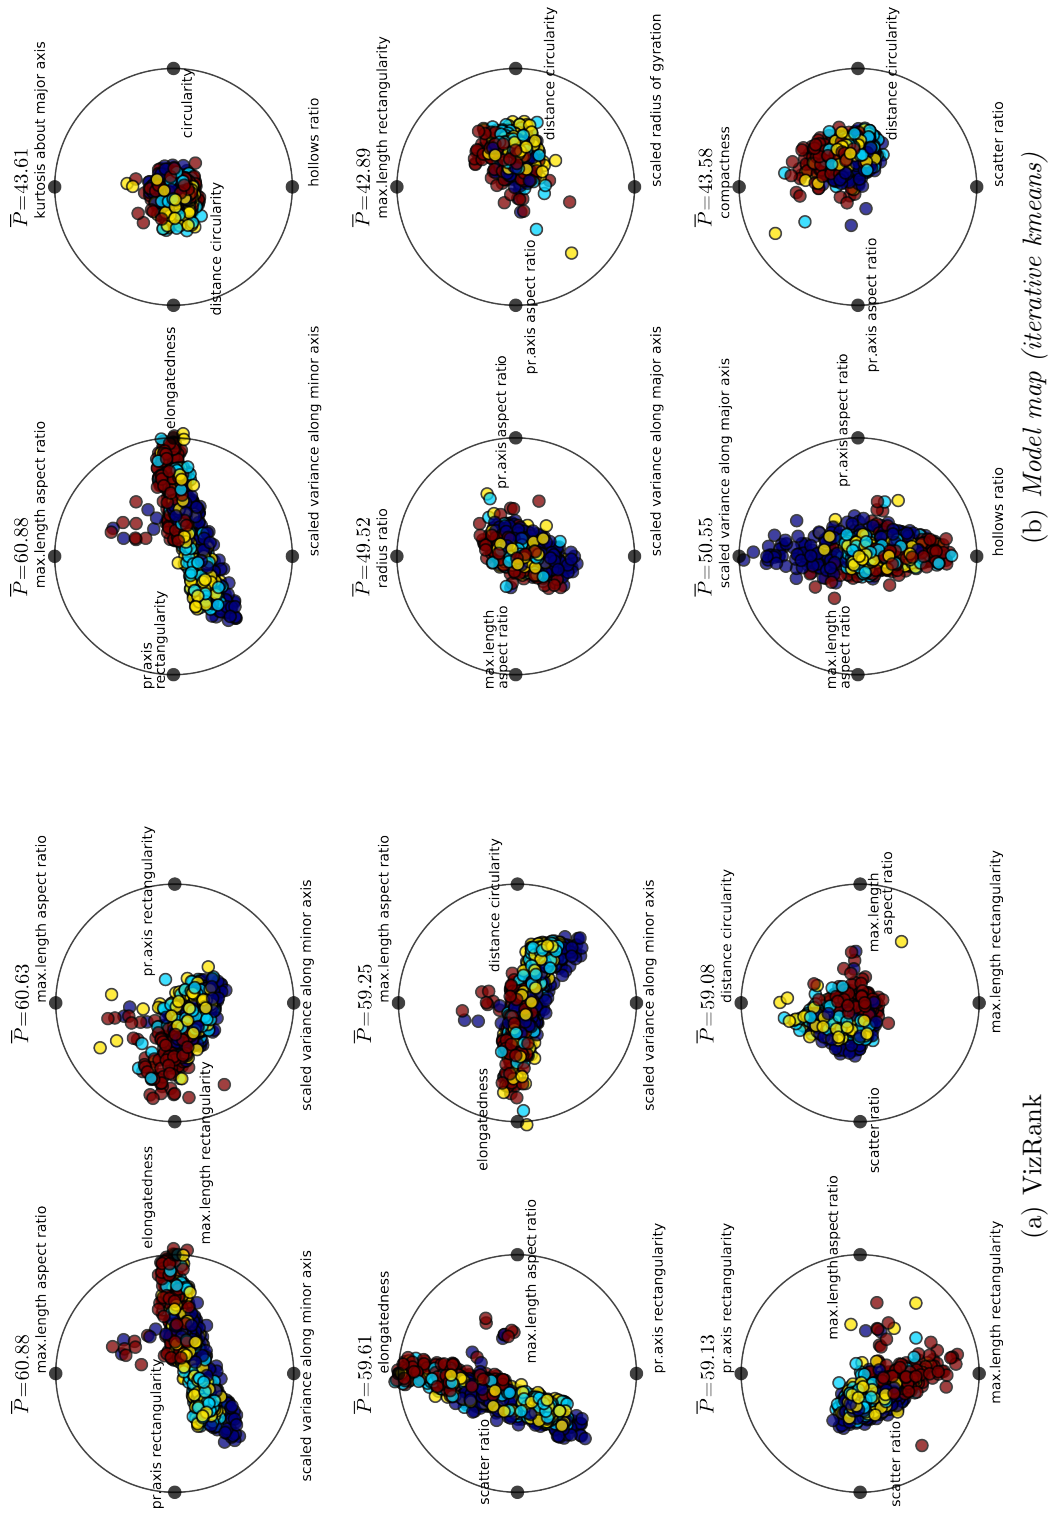 P=60.88
max.length aspect ratio
elongatedness
pr.axis rectangularity
scaled variance along minor axis
P=60.63
max.length aspect ratio
pr.axis rectangularity
max.length rectangularity
scaled variance along minor axis
P=59.61
elongatedness
max.length aspect ratio
scatter ratio
pr.axis rectangularity
P=59.25
max.length aspect ratio
distance circularity
elongatedness
scaled variance along minor axis
P=59.13
pr.axis rectangularity
max.length aspect ratio
scatter ratio
max.length rectangularity
P=59.08
distance circularity
max.length
aspect ratio
scatter ratio
max.length rectangularity
(a) VizRank
P=60.88
max.length aspect ratio
elongatedness
pr.axis
rectangularity
scaled variance along minor axis
P=43.61
kurtosis about major axis
circularity
distance circularity
hollows ratio
P=49.52
radius ratio
pr.axis aspect ratio
max.length
aspect ratio
scaled variance along major axis
P=42.89
max.length rectangularity
distance circularity
pr.axis aspect ratio
scaled radius of gyration
P=50.55
scaled variance along major axis
pr.axis aspect ratio
max.length
aspect ratio
hollows ratio
P=43.58
compactness
distance circularity
pr.axis aspect ratio
scatter ratio
(b) Model map (iterative kmeans)